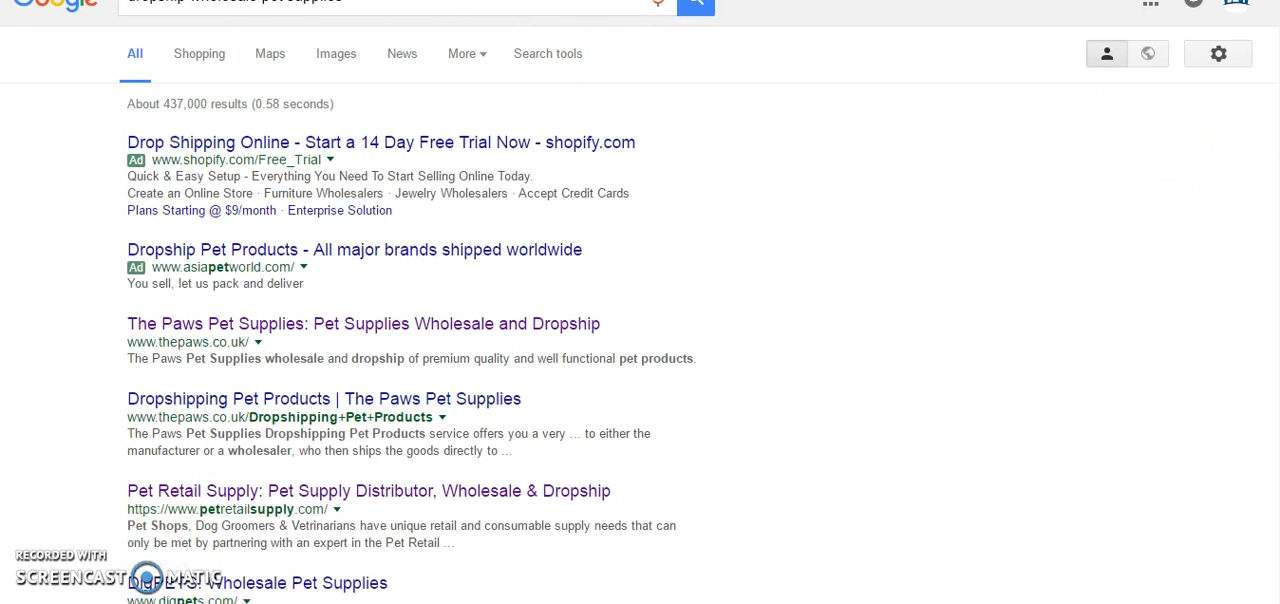 Google dropship wholesale pet supplies
All Shopping Maps Images News More Search tools
About 437,000 results (0.58 seconds)
Drop Shipping Online - Start a 14 Day Free Trial Now - shopify.com
Ad www.shopify.com/Free_Trial
Quick & Easy Setup - Everything You Need To Start Selling Online Today.
Create an Online Store · Furniture Wholesalers · Jewelry Wholesalers · Accept Credit Cards
Plans Starting @ $9/month · Enterprise Solution
Dropship Pet Products - All major brands shipped worldwide
Ad www.asiapetworld.com/
You sell, let us pack and deliver
The Paws Pet Supplies: Pet Supplies Wholesale and Dropship
www.thepaws.co.uk/
The Paws Pet Supplies wholesale and dropship of premium quality and well functional pet products.
Dropshipping Pet Products | The Paws Pet Supplies
www.thepaws.co.uk/Dropshipping+Pet+Products
The Paws Pet Supplies Dropshipping Pet Products service offers you a very ... to either the
manufacturer or a wholesaler, who then ships the goods directly to ...
Pet Retail Supply: Pet Supply Distributor, Wholesale & Dropship
https://www.petretailsupply.com/
Pet Shops, Dog Groomers & Vetrinarians have unique retail and consumable supply needs that can
only be met by partnering with an expert in the Pet Retail ...
RECORDED WITH
SCREENCAST MATIC
DigPETS: Wholesale Pet Supplies
www.digpets.com/